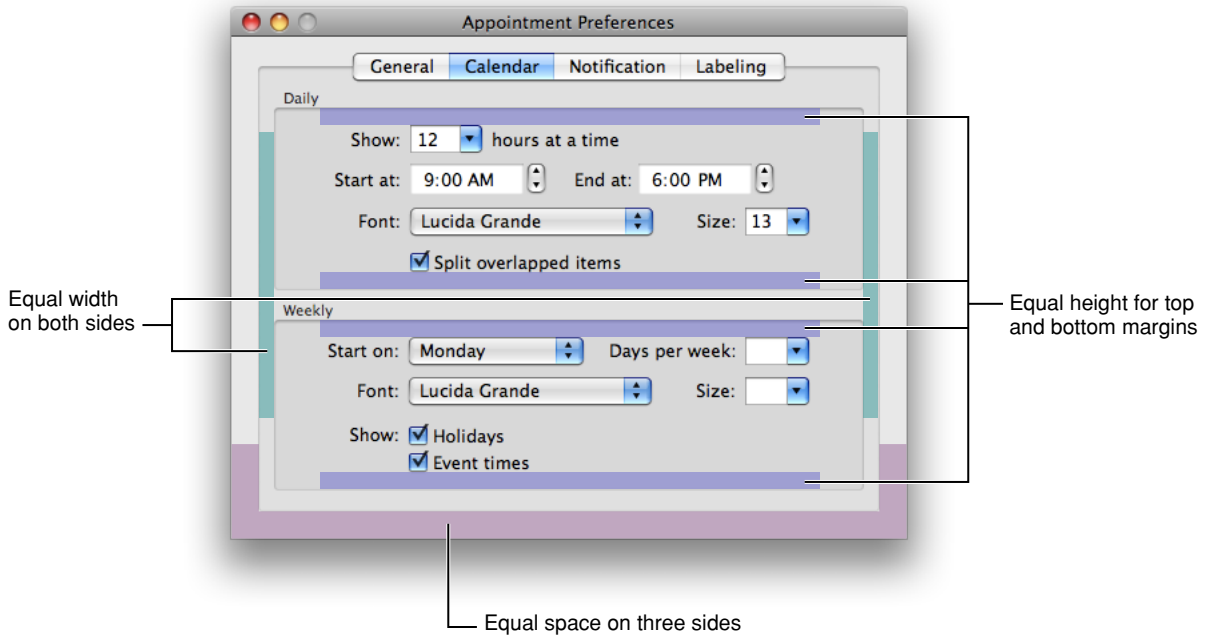 Appointment Preferences
General Calendar Notification Labeling
Daily
Show: 12 hours at a time
Start at: 9:00 AM End at: 6:00 PM
Font: Lucida Grande Size: 13
Split overlapped items
Equal width
on both sides
Equal height for top
and bottom margins
Weekly
Start on: Monday Days per week:
Font: Lucida Grande Size:
Show: Holidays
Event times
Equal space on three sides